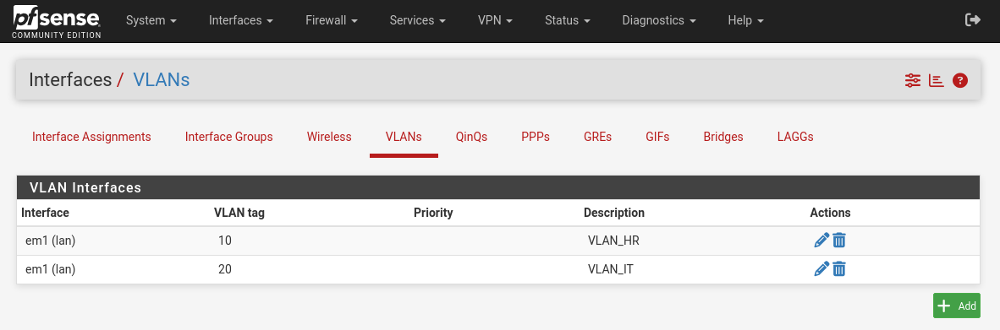 pfsense
COMMUNITY EDITION
System Interfaces Firewall Services VPN Status Diagnostics Help
Interfaces / VLANs
?
Interface Assignments Interface Groups Wireless VLANs QinQs PPPs GREs GIFs Bridges LAGGs
VLAN Interfaces
Interface VLAN tag Priority Description Actions
em1 (lan) 10 VLAN_HR
em1 (lan) 20 VLAN_IT
+ Add